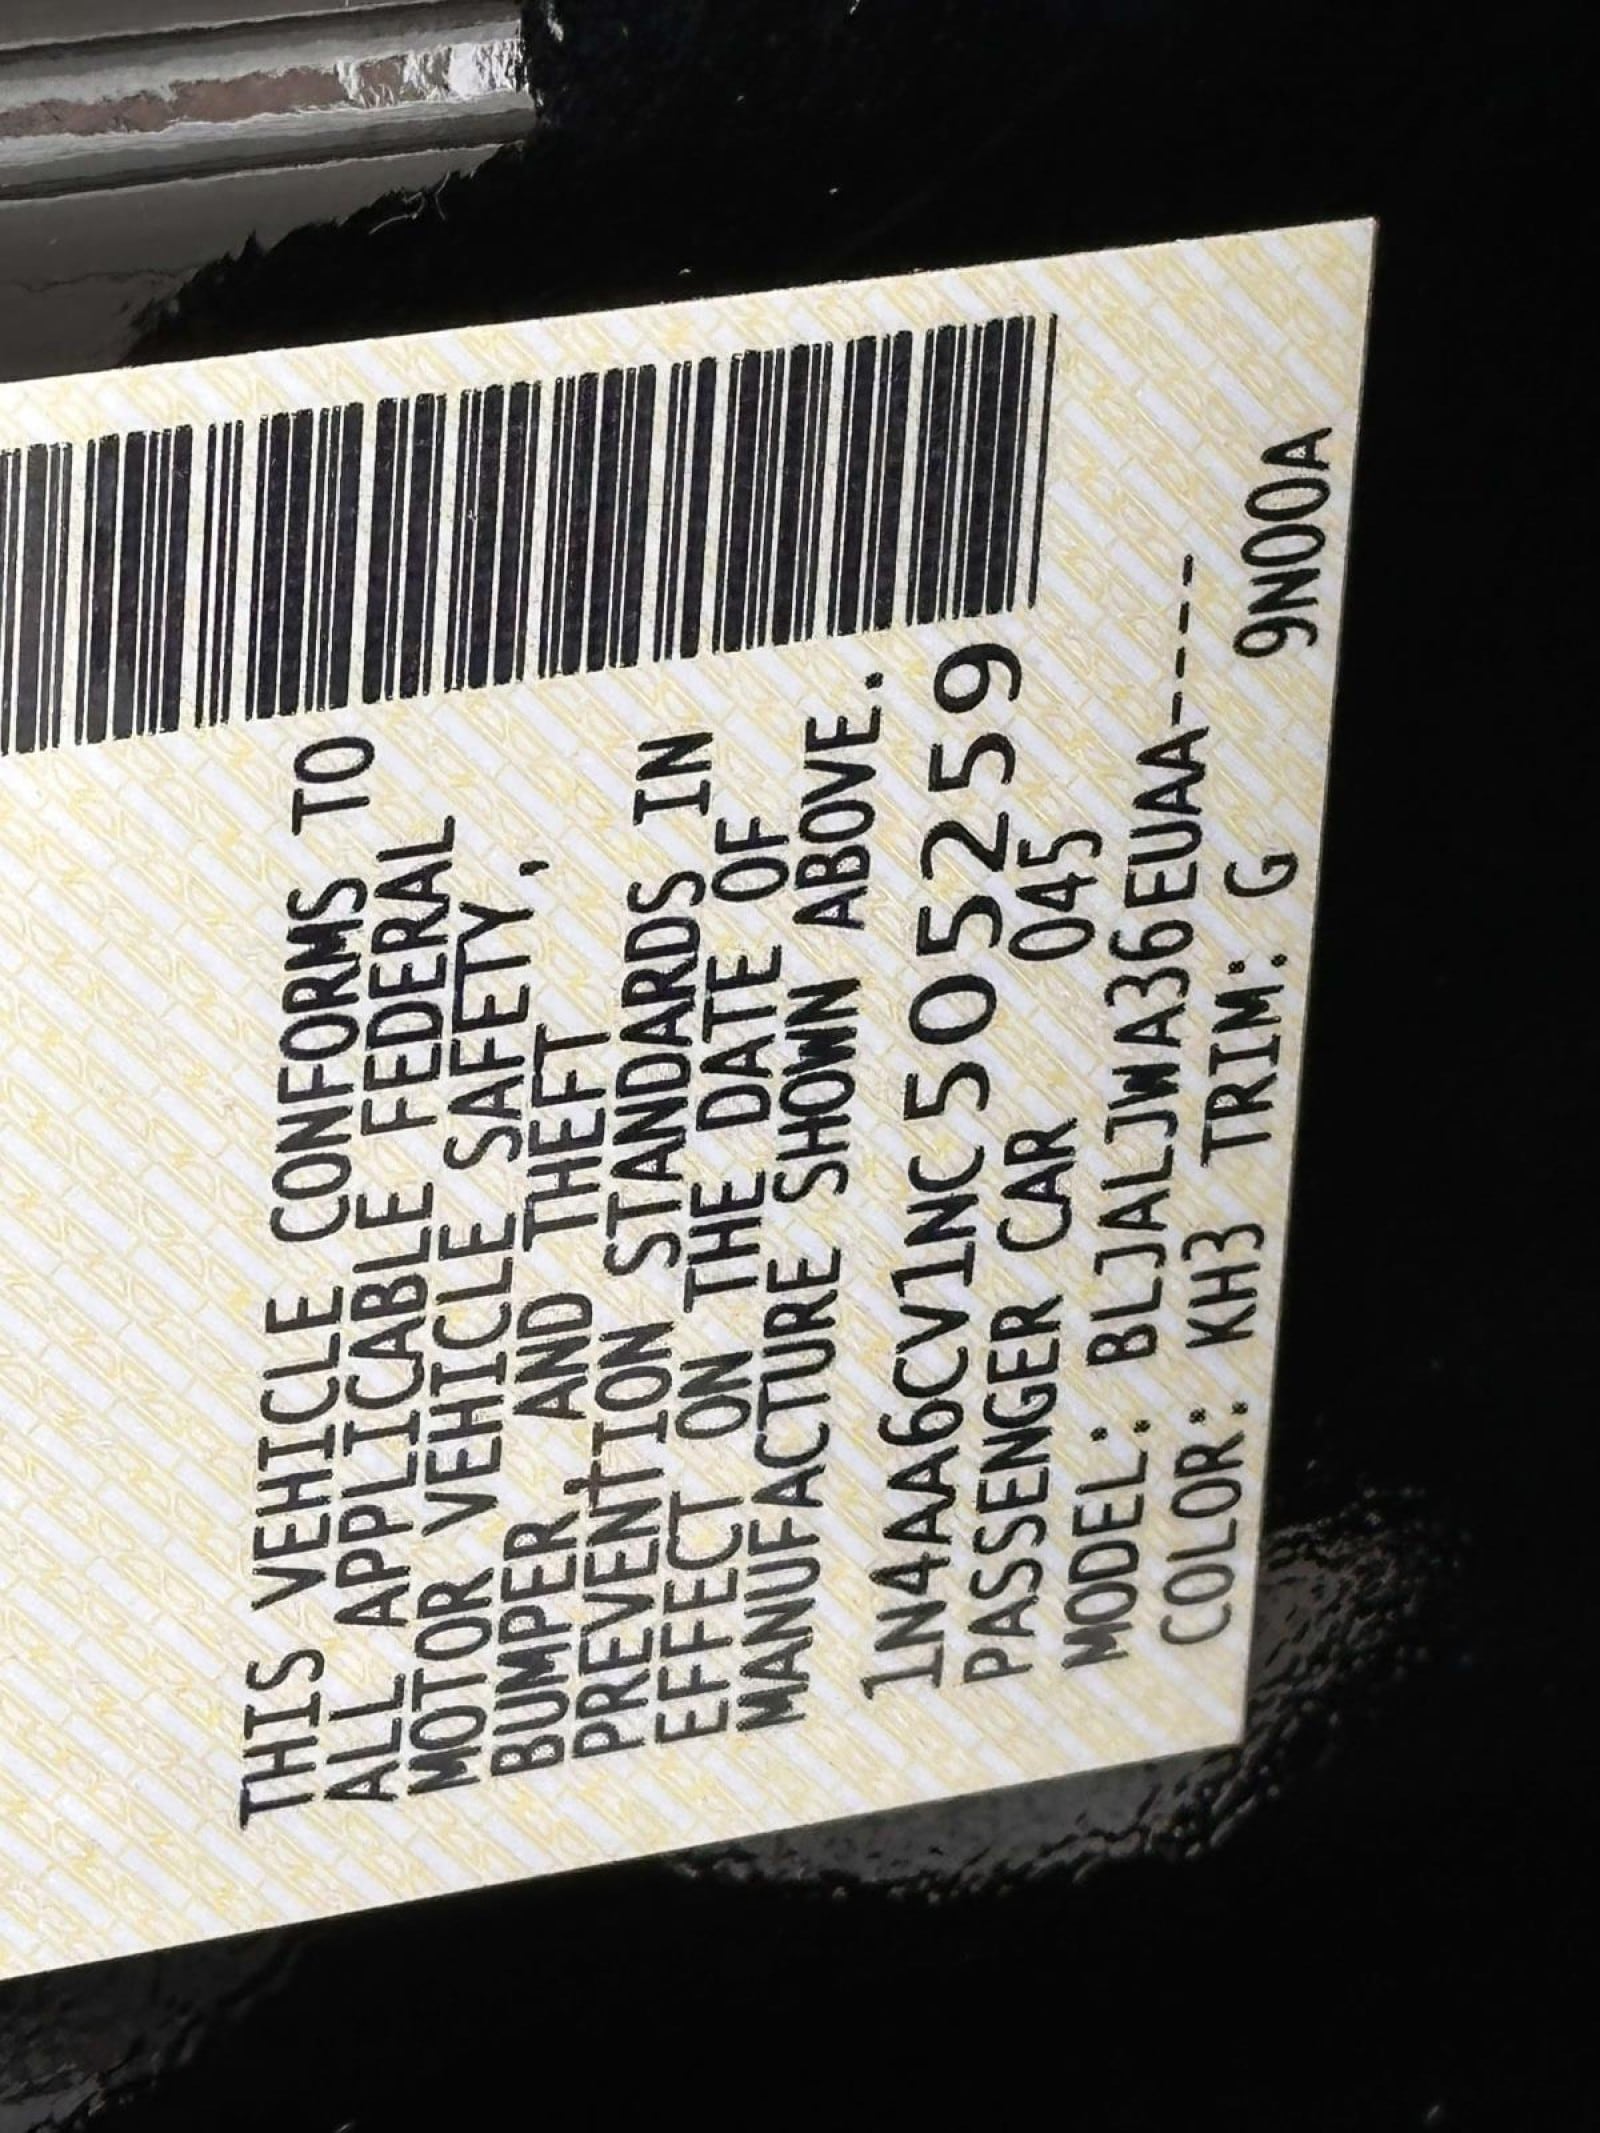 THIS VEHICLE CONFORMS TO
ALL APPLICABLE FEDERAL
MOTOR VEHICLE SAFETY,
BUMPER, AND THEFT
PREVENTION STANDARDS IN
EFFECT ON THE DATE OF
MANUFACTURE SHOWN ABOVE.
1N4AA6CV1NC505259
PASSENGER CAR 045
MODEL: BLJALJWA36EUAA-----
COLOR: KH3 TRIM: G 9N00A